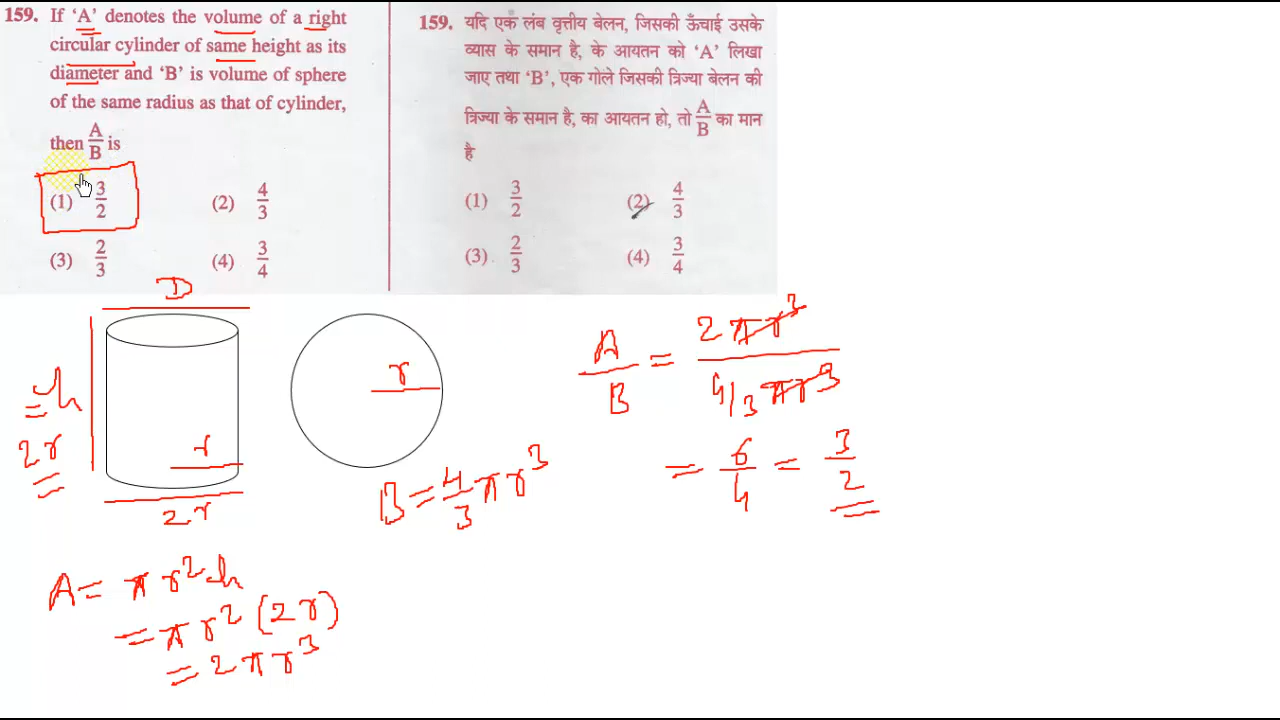 159. If ‘A’ denotes the volume of a right
circular cylinder of same height as its
diameter and ‘B’ is volume of sphere
of the same radius as that of cylinder,
then A/B is
(1) 3/2 (2) 4/3
(3) 2/3 (4) 3/4
159. यदि एक लंब वृत्तीय बेलन, जिसकी ऊँचाई उसके
व्यास के समान है, के आयतन को ‘A’ लिखा
जाए तथा ‘B’, एक गोले जिसकी त्रिज्या बेलन की
त्रिज्या के समान है, का आयतन हो, तो A/B का मान
है
(1) 3/2 (2) 4/3
(3) 2/3 (4) 3/4
D
=h
2r
r
2r
r
B = 4/3 πr³
A = πr²h
= πr²(2r)
= 2πr³
A/B = 2πr³ / 4/3 πr³
= 6/4 = 3/2